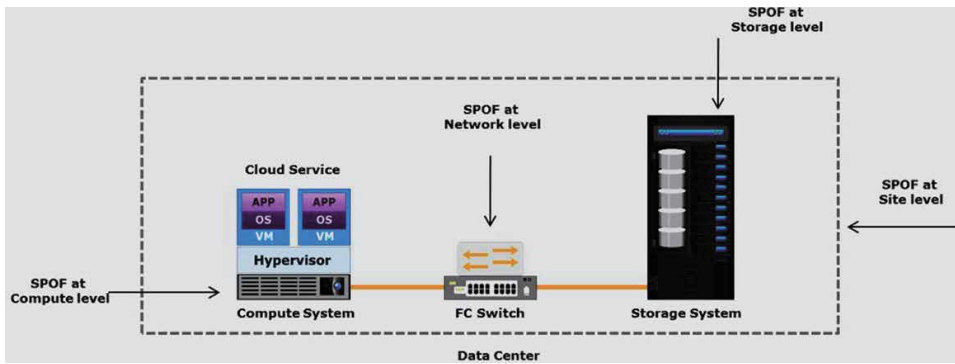 SPOF at
Storage level
SPOF at
Network level
Cloud Service
APP
APP
OS
OS
VM
VM
Hypervisor
SPOF at
Site level
SPOF at
Compute level
Compute System
FC Switch
Storage System
Data Center